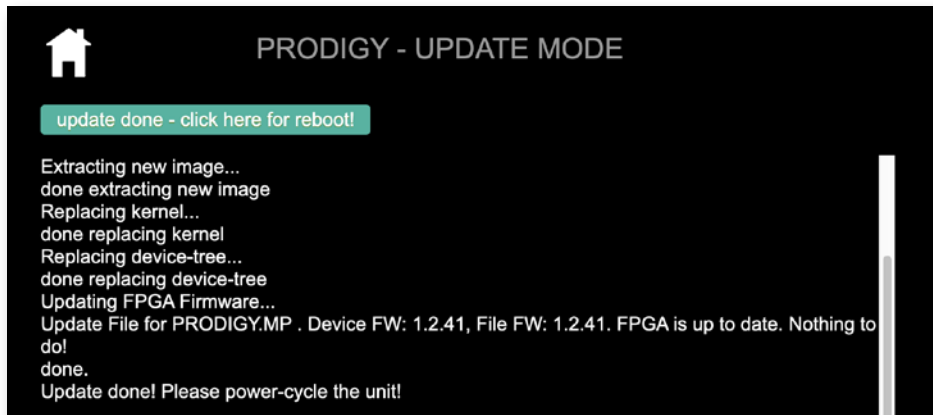 PRODIGY - UPDATE MODE
update done - click here for reboot!
Extracting new image...
done extracting new image
Replacing kernel...
done replacing kernel
Replacing device-tree...
done replacing device-tree
Updating FPGA Firmware...
Update File for PRODIGY.MP . Device FW: 1.2.41, File FW: 1.2.41. FPGA is up to date. Nothing to
do!
done.
Update done! Please power-cycle the unit!